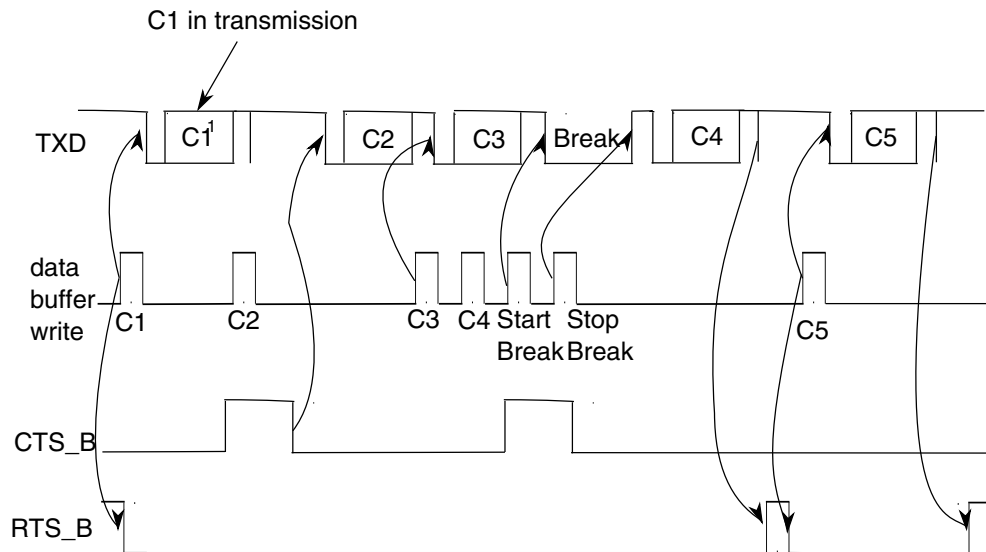 C1 in transmission
TXD
C1¹
C2
C3
Break
C4
C5
data
buffer
write
C1
C2
C3
C4
Start
Break
Stop
Break
C5
CTS_B
RTS_B